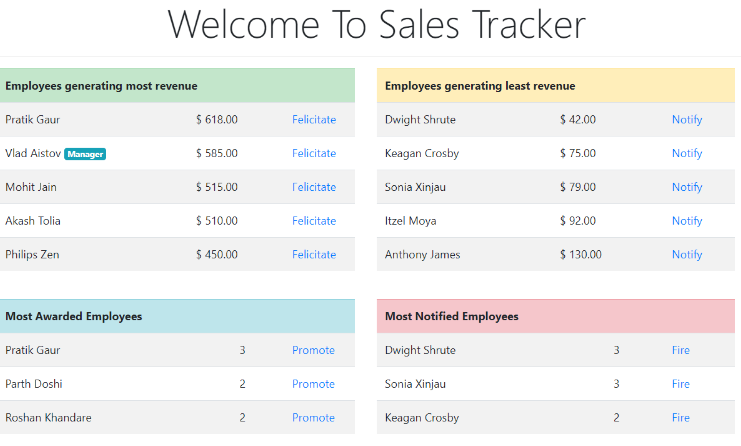 Welcome To Sales Tracker
Employees generating most revenue
Pratik Gaur $ 618.00 Felicitate
Vlad Aistov Manager $ 585.00 Felicitate
Mohit Jain $ 515.00 Felicitate
Akash Tolia $ 510.00 Felicitate
Philips Zen $ 450.00 Felicitate
Employees generating least revenue
Dwight Shrute $ 42.00 Notify
Keagan Crosby $ 75.00 Notify
Sonia Xinjau $ 79.00 Notify
Itzel Moya $ 92.00 Notify
Anthony James $ 130.00 Notify
Most Awarded Employees
Pratik Gaur 3 Promote
Parth Doshi 2 Promote
Roshan Khandare 2 Promote
Most Notified Employees
Dwight Shrute 3 Fire
Sonia Xinjau 3 Fire
Keagan Crosby 2 Fire